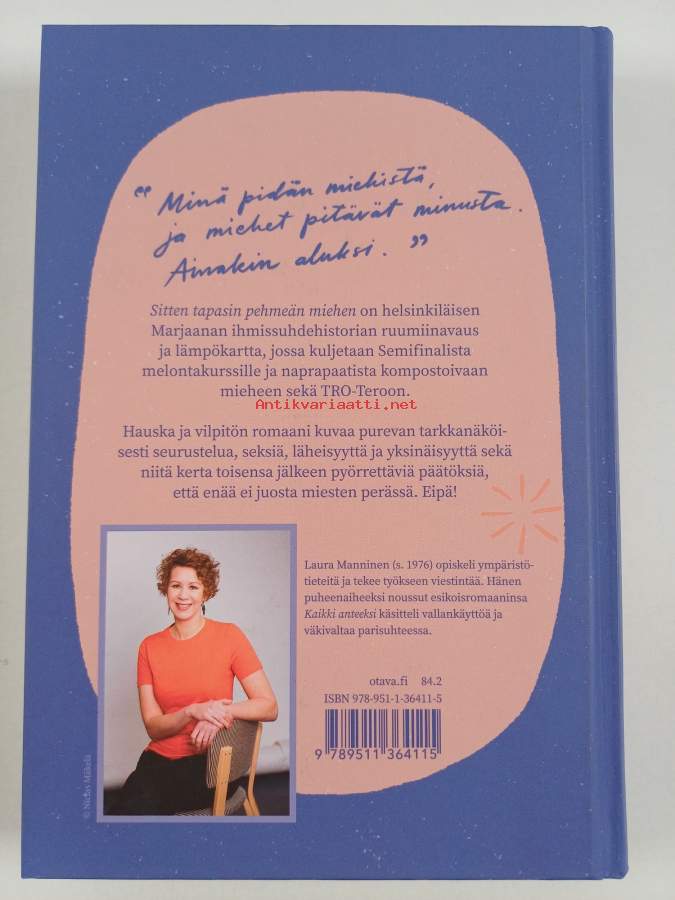 “Minä pidän miehistä,
ja miehet pitävät minusta.
Ainakin aluksi.”
Sitten tapasin pehmeän miehen on helsinkiläisen
Marjaanan ihmissuhdehistorian ruumiinavaus
ja lämpökartta, jossa kuljetaan Semifinalista
melontakurssille ja naprapaatista kompostoivaan
mieheen sekä TRO-Teroon.
Antikvariaatti.net
Hauska ja vilpitön romaani kuvaa purevan tarkkanäköi-
sesti seurustelua, seksiä, läheisyyttä ja yksinäisyyttä sekä
niitä kerta toisensa jälkeen pyörrettäviä päätöksiä,
että enää ei juosta miesten perässä. Eipä!
Laura Manninen (s. 1976) opiskeli ympäristö-
tieteitä ja tekee työkseen viestintää. Hänen
puheenaiheeksi noussut esikoisromaaninsa
Kaikki anteeksi käsitteli vallankäyttöä ja
väkivaltaa parisuhteessa.
otava.fi 84.2
ISBN 978-951-1-36411-5
9 789511 364115
© Niclas Mäkelä